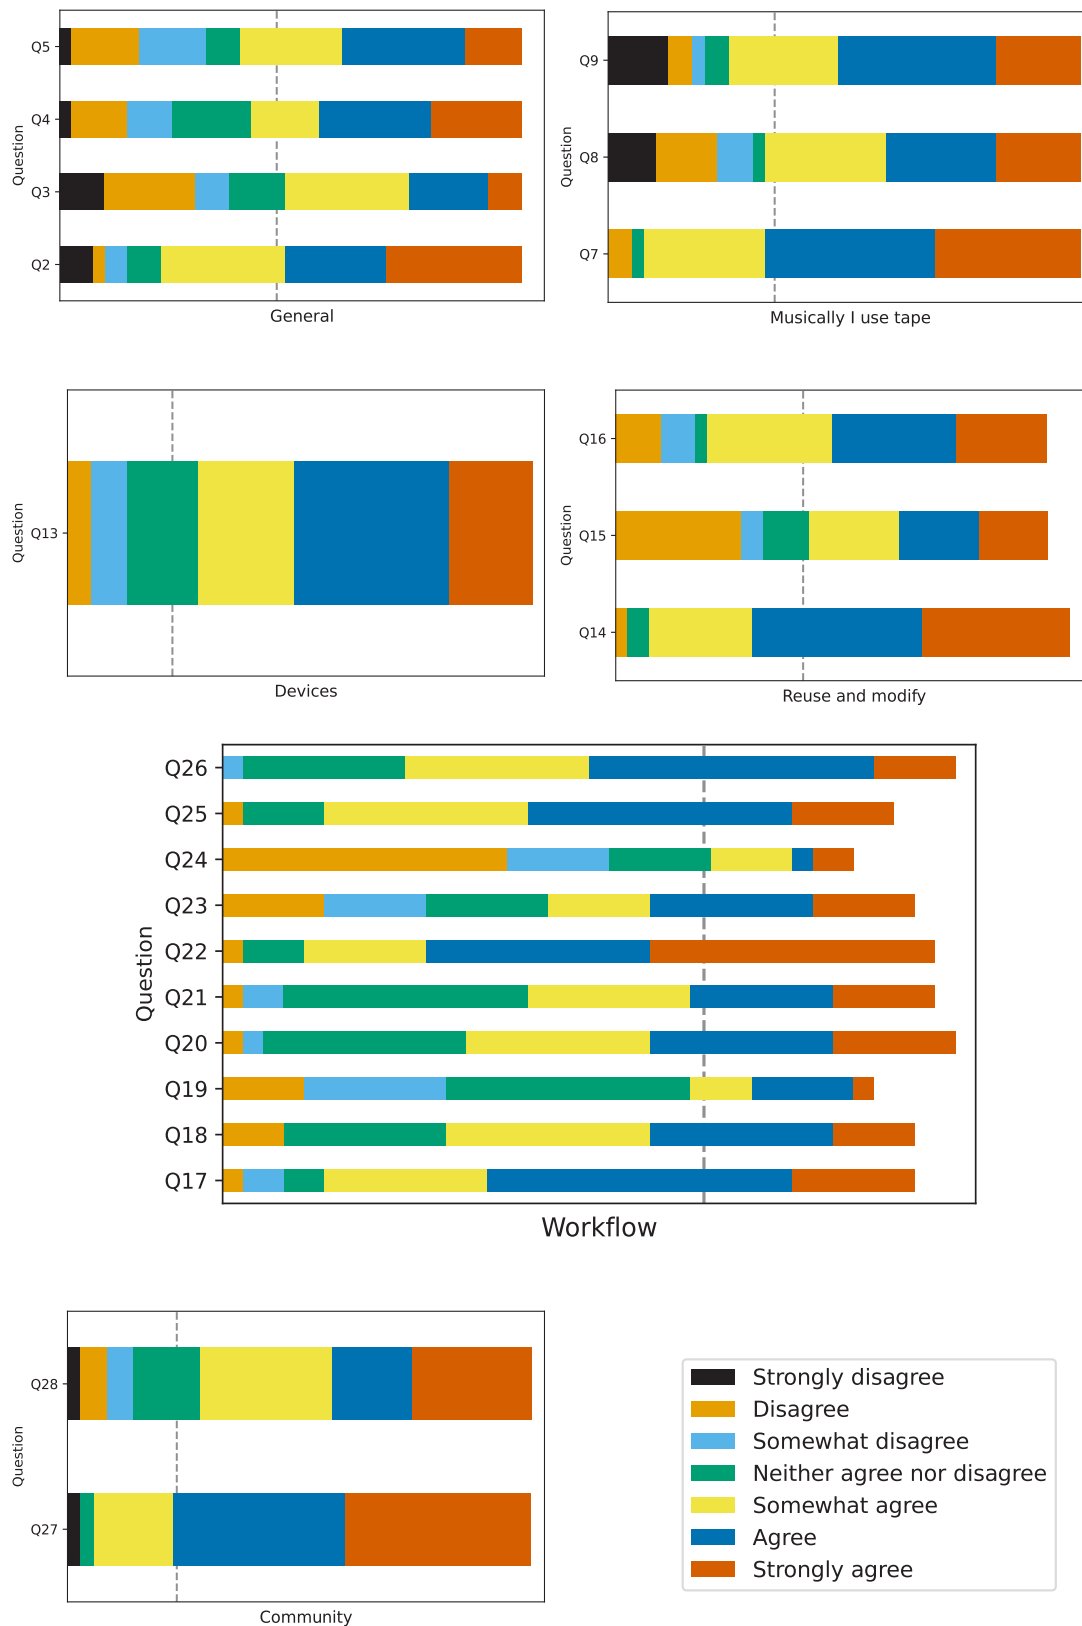 Question
Q5
Q4
Q3
Q2
General
Question
Q9
Q8
Q7
Musically I use tape
Question
Q13
Devices
Question
Q16
Q15
Q14
Reuse and modify
Question
Q26
Q25
Q24
Q23
Q22
Q21
Q20
Q19
Q18
Q17
Workflow
Question
Q28
Q27
Community
Strongly disagree
Disagree
Somewhat disagree
Neither agree nor disagree
Somewhat agree
Agree
Strongly agree